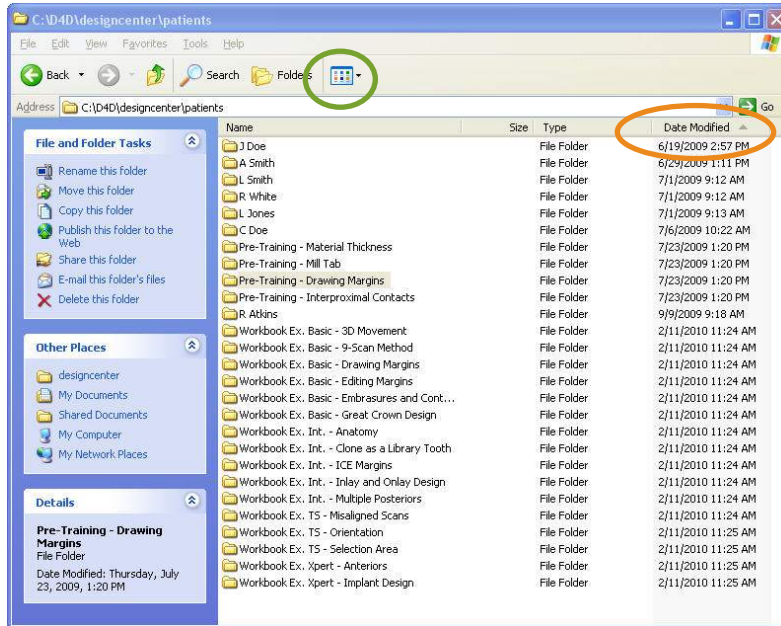 C:\D4D\designcenter\patients
File Edit View Favorites Tools Help
Back Search Folders
Address C:\D4D\designcenter\patients Go
File and Folder Tasks
Rename this folder
Move this folder
Copy this folder
Publish this folder to the
Web
Share this folder
E-mail this folder's files
Delete this folder
Other Places
designcenter
My Documents
Shared Documents
My Computer
My Network Places
Details
Pre-Training - Drawing
Margins
File Folder
Date Modified: Thursday, July
23, 2009, 1:20 PM
Name Size Type Date Modified
J Doe File Folder 6/19/2009 2:57 PM
A Smith File Folder 6/29/2009 1:11 PM
L Smith File Folder 7/1/2009 9:12 AM
R White File Folder 7/1/2009 9:12 AM
L Jones File Folder 7/1/2009 9:13 AM
C Doe File Folder 7/6/2009 10:22 AM
Pre-Training - Material Thickness File Folder 7/23/2009 1:20 PM
Pre-Training - Mill Tab File Folder 7/23/2009 1:20 PM
Pre-Training - Drawing Margins File Folder 7/23/2009 1:20 PM
Pre-Training - Interproximal Contacts File Folder 7/23/2009 1:20 PM
R Atkins File Folder 9/9/2009 9:18 AM
Workbook Ex. Basic - 3D Movement File Folder 2/11/2010 11:24 AM
Workbook Ex. Basic - 9-Scan Method File Folder 2/11/2010 11:24 AM
Workbook Ex. Basic - Drawing Margins File Folder 2/11/2010 11:24 AM
Workbook Ex. Basic - Editing Margins File Folder 2/11/2010 11:24 AM
Workbook Ex. Basic - Embrasures and Cont... File Folder 2/11/2010 11:24 AM
Workbook Ex. Basic - Great Crown Design File Folder 2/11/2010 11:24 AM
Workbook Ex. Int. - Anatomy File Folder 2/11/2010 11:24 AM
Workbook Ex. Int. - Clone as a Library Tooth File Folder 2/11/2010 11:24 AM
Workbook Ex. Int. - ICE Margins File Folder 2/11/2010 11:24 AM
Workbook Ex. Int. - Inlay and Onlay Design File Folder 2/11/2010 11:24 AM
Workbook Ex. Int. - Multiple Posteriors File Folder 2/11/2010 11:24 AM
Workbook Ex. TS - Misaligned Scans File Folder 2/11/2010 11:24 AM
Workbook Ex. TS - Orientation File Folder 2/11/2010 11:25 AM
Workbook Ex. TS - Selection Area File Folder 2/11/2010 11:25 AM
Workbook Ex. Xpert - Anteriors File Folder 2/11/2010 11:25 AM
Workbook Ex. Xpert - Implant Design File Folder 2/11/2010 11:25 AM